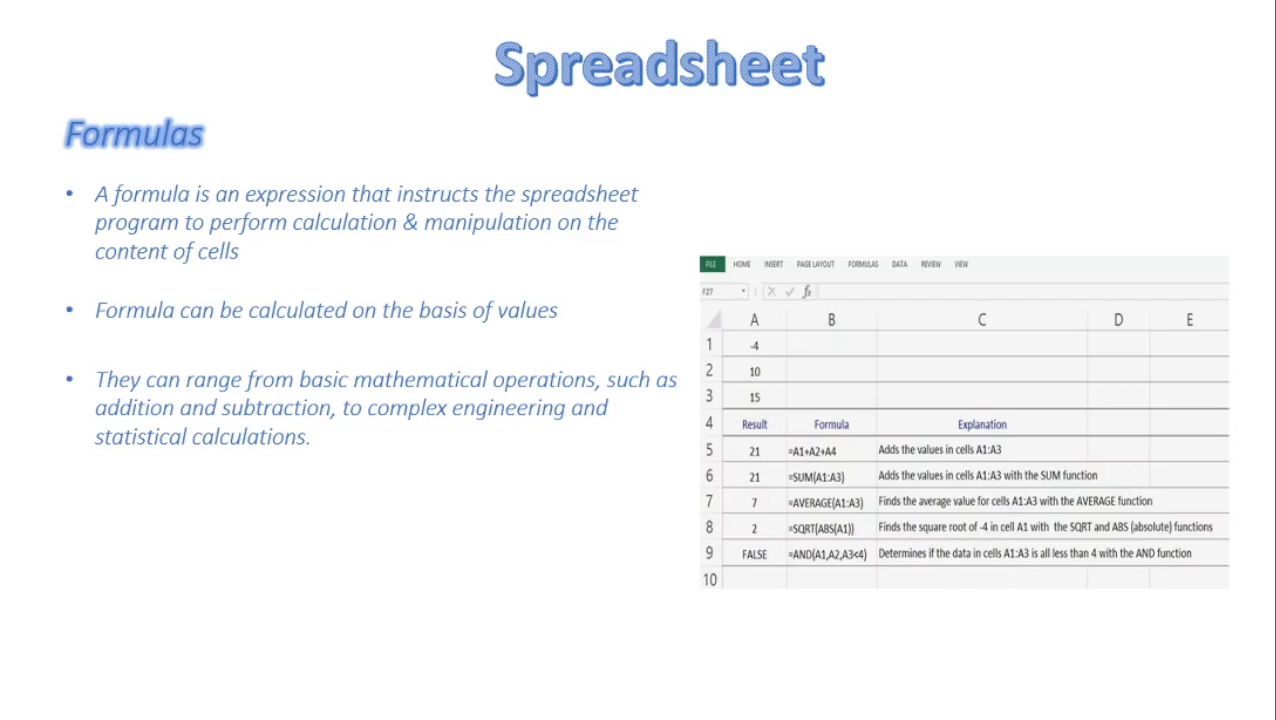 Spreadsheet
Formulas
• A formula is an expression that instructs the spreadsheet
program to perform calculation & manipulation on the
content of cells
• Formula can be calculated on the basis of values
• They can range from basic mathematical operations, such as
addition and subtraction, to complex engineering and
statistical calculations.
FILE HOME INSERT PAGE LAYOUT FORMULAS DATA REVIEW VIEW
F27 fx
A B C D E
1 -4
2 10
3 15
4 Result Formula Explanation
5 21 =A1+A2+A4 Adds the values in cells A1:A3
6 21 =SUM(A1:A3) Adds the values in cells A1:A3 with the SUM function
7 7 =AVERAGE(A1:A3) Finds the average value for cells A1:A3 with the AVERAGE function
8 2 =SQRT(ABS(A1)) Finds the square root of -4 in cell A1 with the SQRT and ABS (absolute) functions
9 FALSE =AND(A1,A2,A3<4) Determines if the data in cells A1:A3 is all less than 4 with the AND function
10